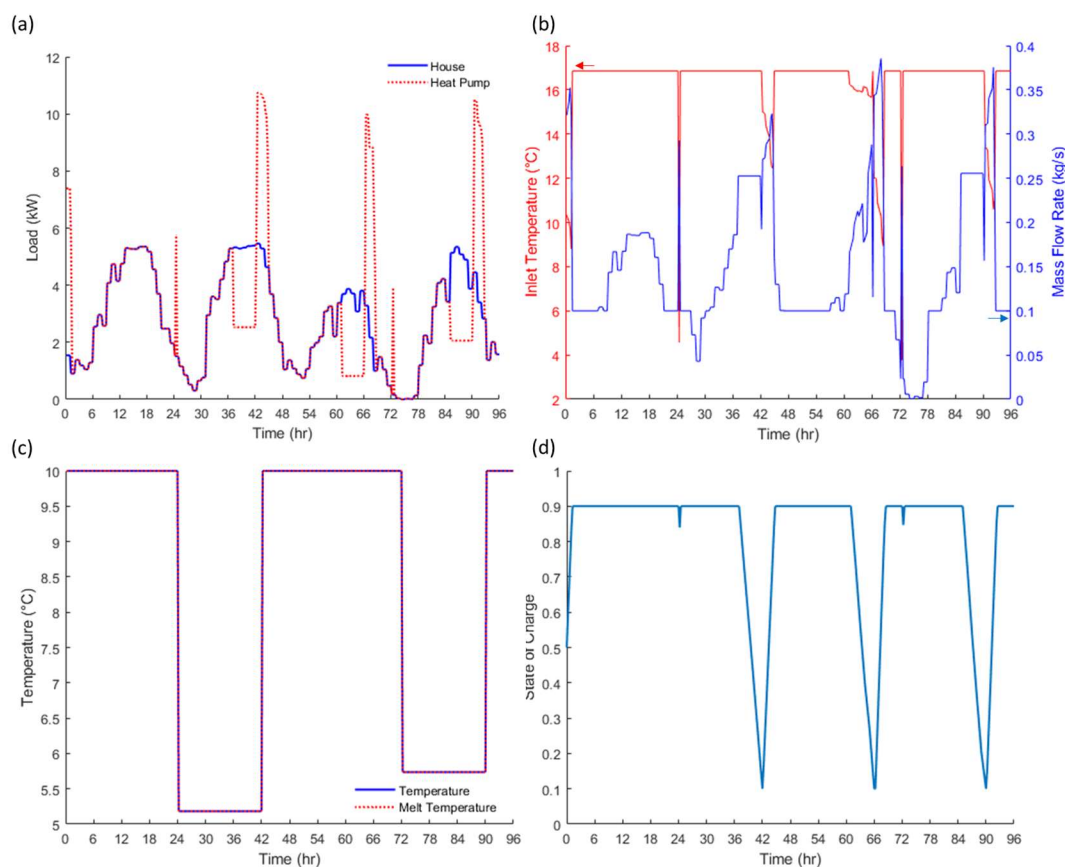 (a)
12
10
8
6
4
2
0
Load (kW)
House
Heat Pump
0 6 12 18 24 30 36 42 48 54 60 66 72 78 84 90 96
Time (hr)
(b)
18
16
14
12
10
8
6
4
2
Inlet Temperature (°C)
0.4
0.35
0.3
0.25
0.2
0.15
0.1
0.05
0
Mass Flow Rate (kg/s)
0 6 12 18 24 30 36 42 48 54 60 66 72 78 84 90 96
Time (hr)
(c)
10
9.5
9
8.5
8
7.5
7
6.5
6
5.5
5
Temperature (°C)
Temperature
Melt Temperature
0 6 12 18 24 30 36 42 48 54 60 66 72 78 84 90 96
Time (hr)
(d)
1
0.9
0.8
0.7
0.6
0.5
0.4
0.3
0.2
0.1
0
State of Charge
0 6 12 18 24 30 36 42 48 54 60 66 72 78 84 90 96
Time (hr)